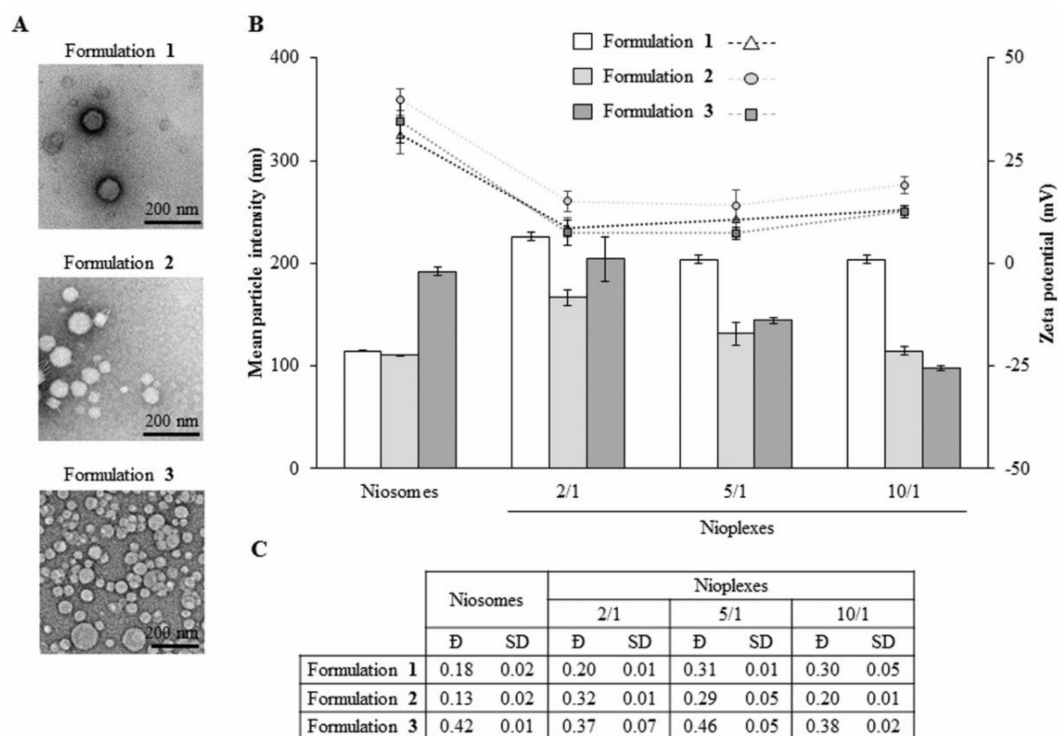 A
Formulation 1
200 nm
Formulation 2
200 nm
Formulation 3
200 nm
B
Formulation 1
Formulation 2
Formulation 3
Mean particle intensity (nm)
400
300
200
100
0
Zeta potential (mV)
50
25
0
-25
-50
Niosomes 2/1 5/1 10/1
Nioplexes
C
Niosomes Nioplexes
2/1 5/1 10/1
Đ SD Đ SD Đ SD Đ SD
Formulation 1 0.18 0.02 0.20 0.01 0.31 0.01 0.30 0.05
Formulation 2 0.13 0.02 0.32 0.01 0.29 0.05 0.20 0.01
Formulation 3 0.42 0.01 0.37 0.07 0.46 0.05 0.38 0.02